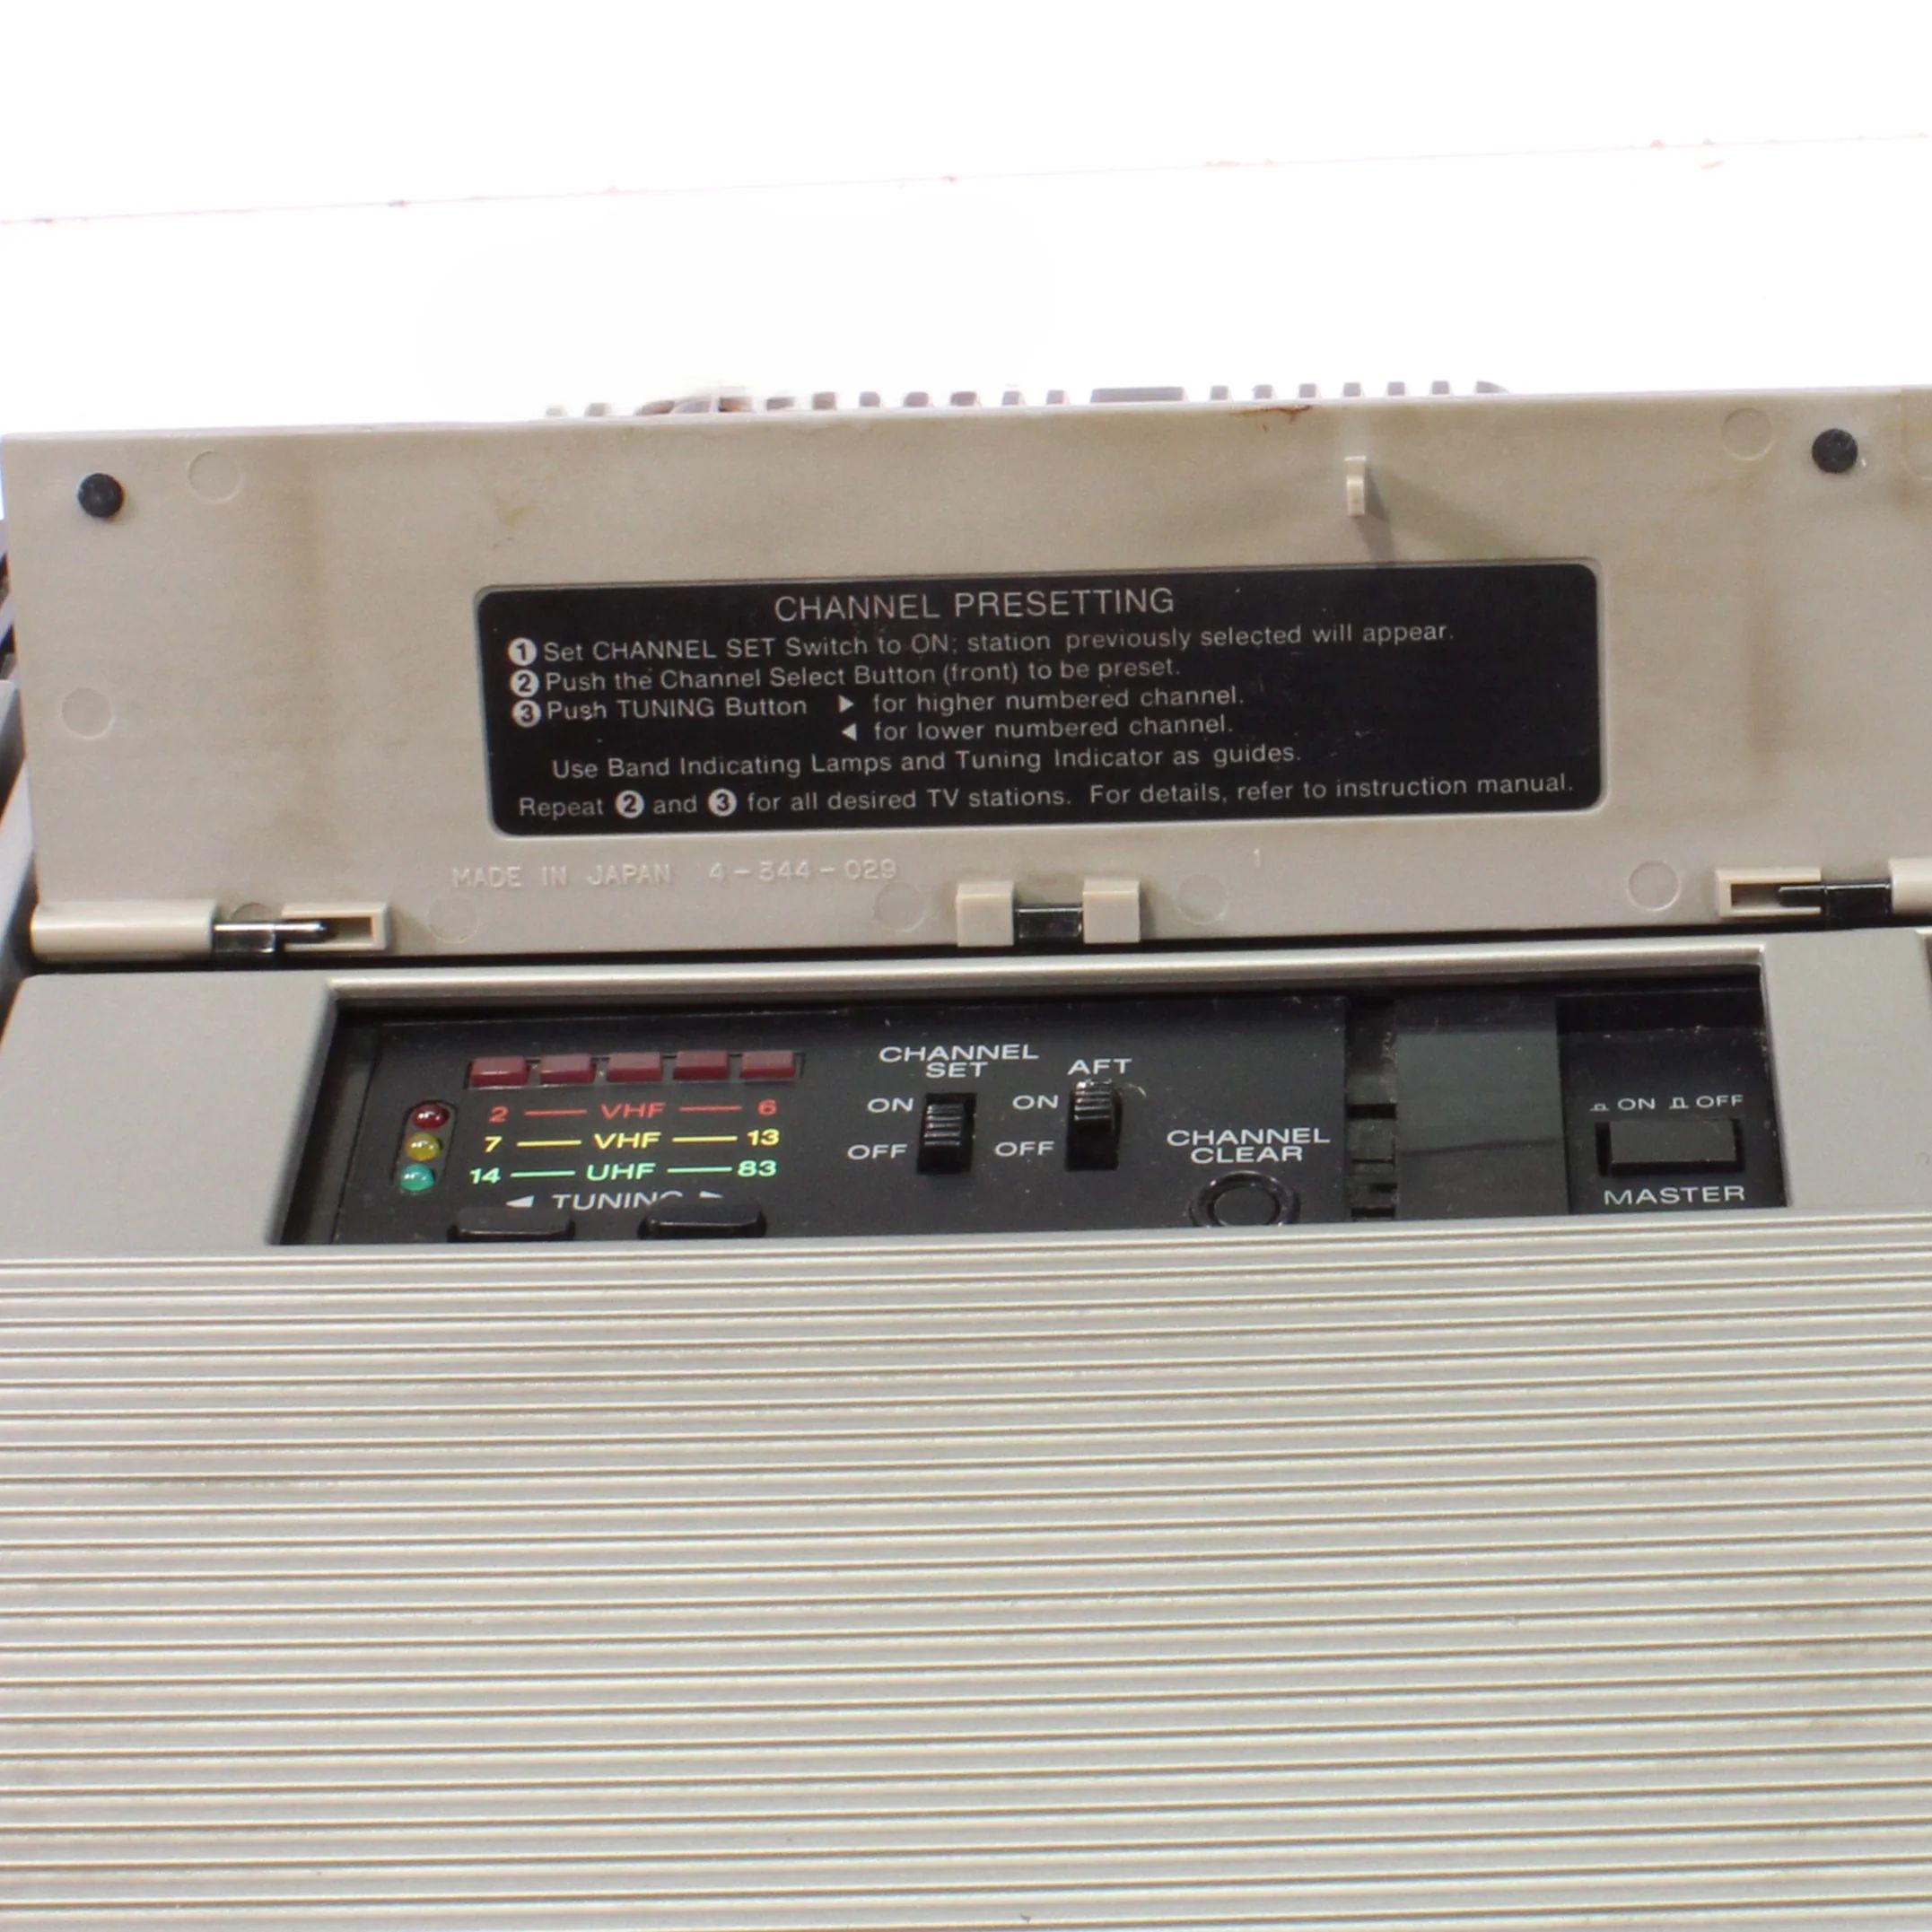 CHANNEL PRESETTING
1 Set CHANNEL SET Switch to ON; station previously selected will appear.
2 Push the Channel Select Button (front) to be preset.
3 Push TUNING Button ▶ for higher numbered channel.
◀ for lower numbered channel.
Use Band Indicating Lamps and Tuning Indicator as guides.
Repeat 2 and 3 for all desired TV stations. For details, refer to instruction manual.
MADE IN JAPAN 4-344-029
1
2 — VHF — 6
7 — VHF — 13
14 — UHF — 83
◀ TUNING ▶
CHANNEL
SET
ON
OFF
AFT
ON
OFF
CHANNEL
CLEAR
ON OFF
MASTER